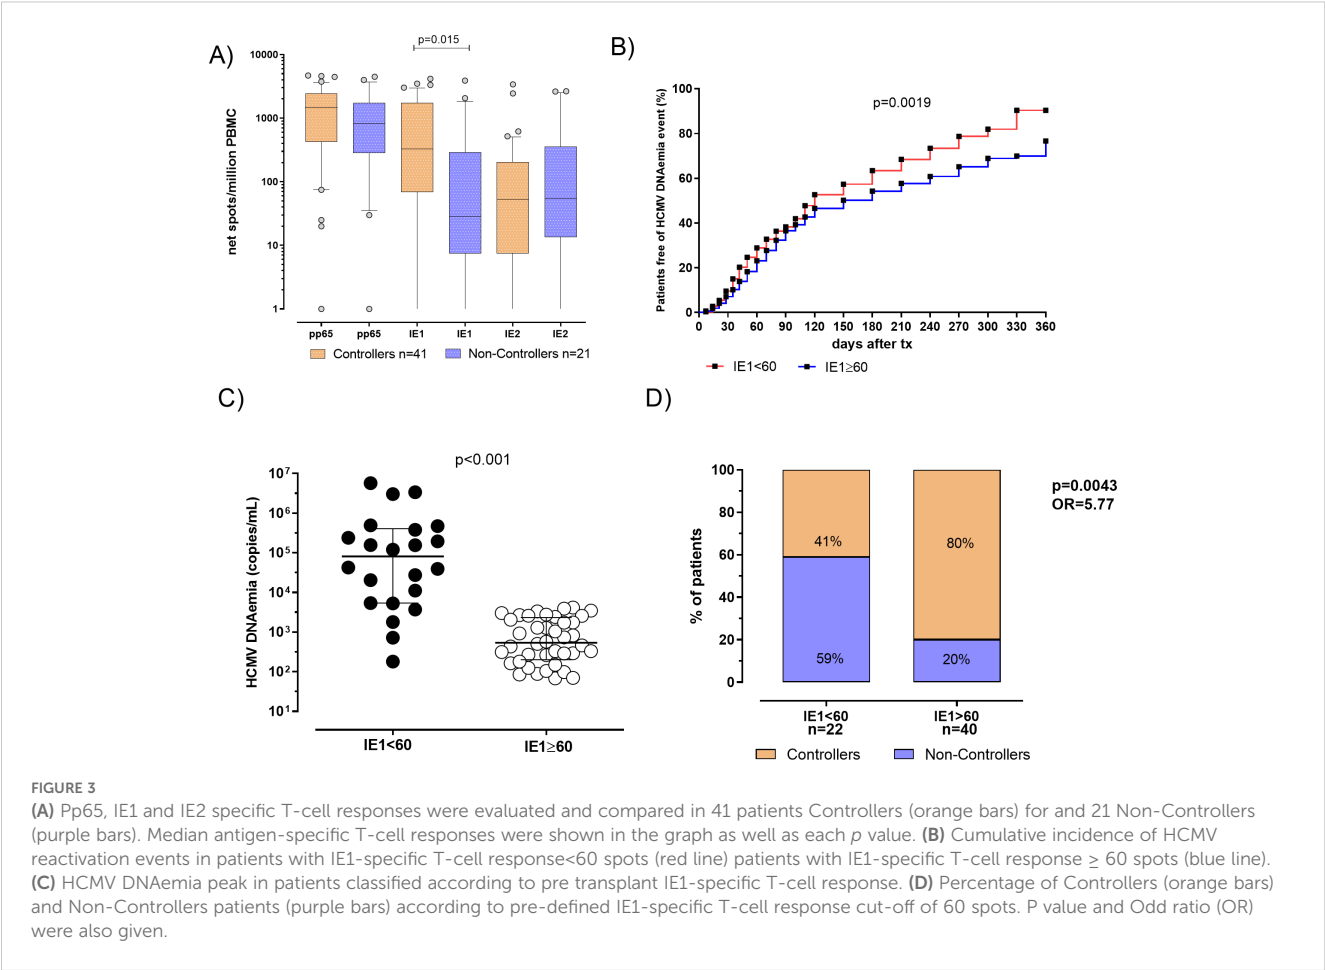 A)
p=0.015
net spots/million PBMC
10000
1000
100
10
1
pp65 pp65 IE1 IE1 IE2 IE2
Controllers n=41 Non-Controllers n=21
B)
p=0.0019
Patients free of HCMV DNAemia event (%)
100
80
60
40
20
0
0 30 60 90 120 150 180 210 240 270 300 330 360
days after tx
IE1<60 IE1≥60
C)
p<0.001
HCMV DNAemia (copies/mL)
10⁷
10⁶
10⁵
10⁴
10³
10²
10¹
IE1<60 IE1≥60
D)
% of patients
100
80
60
40
20
0
41%
59%
80%
20%
p=0.0043
OR=5.77
IE1<60 IE1>60
n=22 n=40
Controllers Non-Controllers
FIGURE 3
(A) Pp65, IE1 and IE2 specific T-cell responses were evaluated and compared in 41 patients Controllers (orange bars) for and 21 Non-Controllers
(purple bars). Median antigen-specific T-cell responses were shown in the graph as well as each p value. (B) Cumulative incidence of HCMV
reactivation events in patients with IE1-specific T-cell response<60 spots (red line) patients with IE1-specific T-cell response ≥ 60 spots (blue line).
(C) HCMV DNAemia peak in patients classified according to pre transplant IE1-specific T-cell response. (D) Percentage of Controllers (orange bars)
and Non-Controllers patients (purple bars) according to pre-defined IE1-specific T-cell response cut-off of 60 spots. P value and Odd ratio (OR)
were also given.